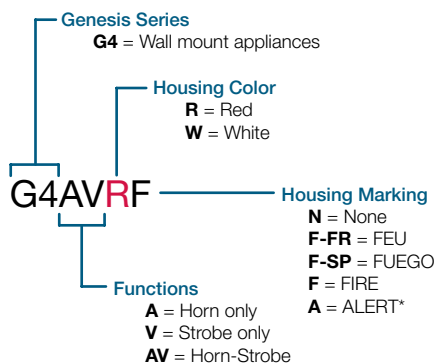 Genesis Series
G4 = Wall mount appliances
Housing Color
R = Red
W = White
G4AVRF
Housing Marking
N = None
F-FR = FEU
F-SP = FUEGO
F = FIRE
A = ALERT*
Functions
A = Horn only
V = Strobe only
AV = Horn-Strobe